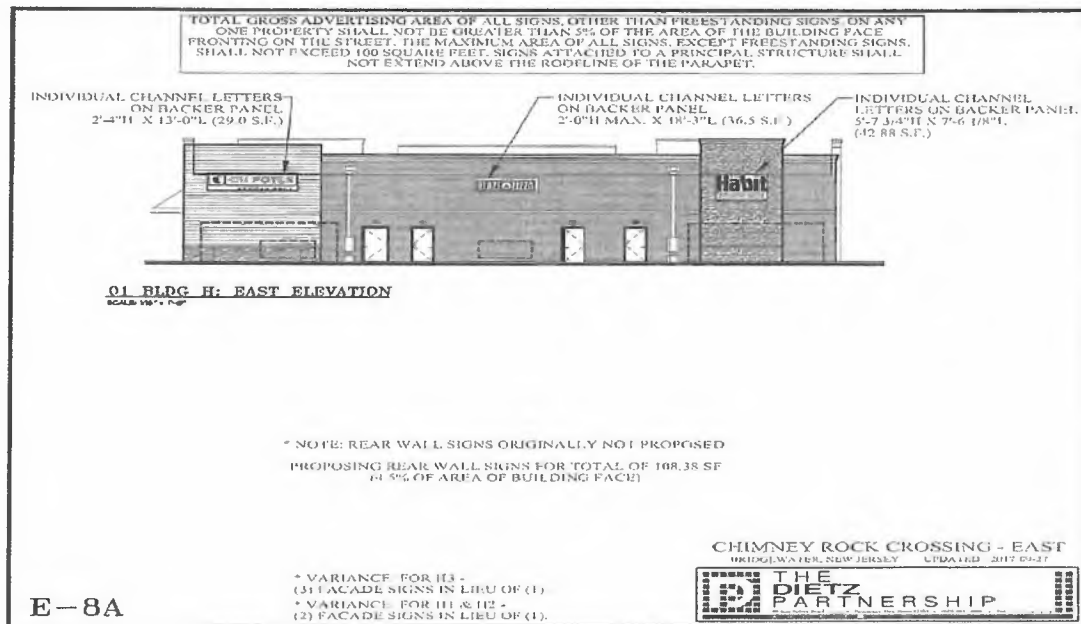 TOTAL GROSS ADVERTISING AREA OF ALL SIGNS, OTHER THAN FREESTANDING SIGNS, ON ANY
ONE PROPERTY SHALL NOT BE GREATER THAN 5% OF THE AREA OF THE BUILDING FACE
FRONTING ON THE STREET. THE MAXIMUM AREA OF ALL SIGNS, EXCEPT FREESTANDING SIGNS,
SHALL NOT EXCEED 100 SQUARE FEET. SIGNS ATTACHED TO A PRINCIPAL STRUCTURE SHALL
NOT EXTEND ABOVE THE ROOFLINE OF THE PARAPET.
INDIVIDUAL CHANNEL LETTERS
ON BACKER PANEL
2'-4"H X 13'-0"L (29.0 S.F.)
INDIVIDUAL CHANNEL LETTERS
ON BACKER PANEL
2'-0"H MAX. X 18'-3"L (36.5 S.F.)
INDIVIDUAL CHANNEL
LETTERS ON BACKER PANEL
5'-7 3/4"H X 7'-6 1/8"L
(42.88 S.F.)
CHIPOTLE
Habit
01 BLDG H: EAST ELEVATION
* NOTE: REAR WALL SIGNS ORIGINALLY NOT PROPOSED
PROPOSING REAR WALL SIGNS FOR TOTAL OF 108.38 SF
(4.5% OF AREA OF BUILDING FACE)
CHIMNEY ROCK CROSSING - EAST
BRIDGEWATER, NEW JERSEY UPDATED 2017-09-27
* VARIANCE FOR H3 -
(3) FACADE SIGNS IN LIEU OF (1).
* VARIANCE FOR H1 & H2 -
(2) FACADE SIGNS IN LIEU OF (1).
E-8A
THE
DIETZ
PARTNERSHIP